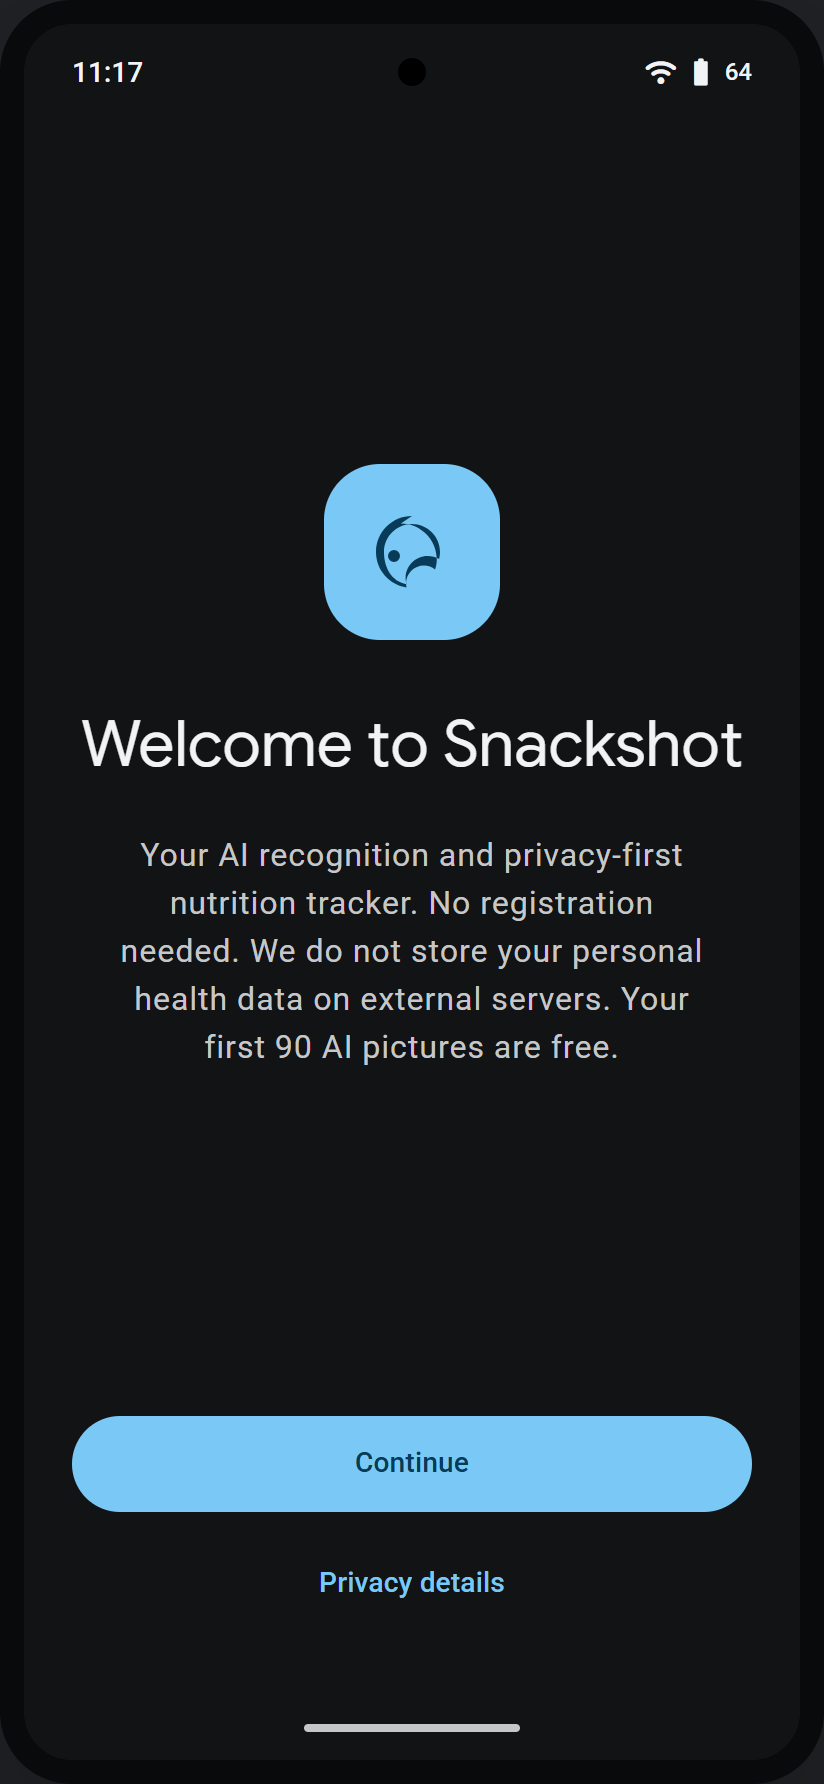 11:17
64
Welcome to Snackshot
Your AI recognition and privacy-first
nutrition tracker. No registration
needed. We do not store your personal
health data on external servers. Your
first 90 AI pictures are free.
Continue
Privacy details